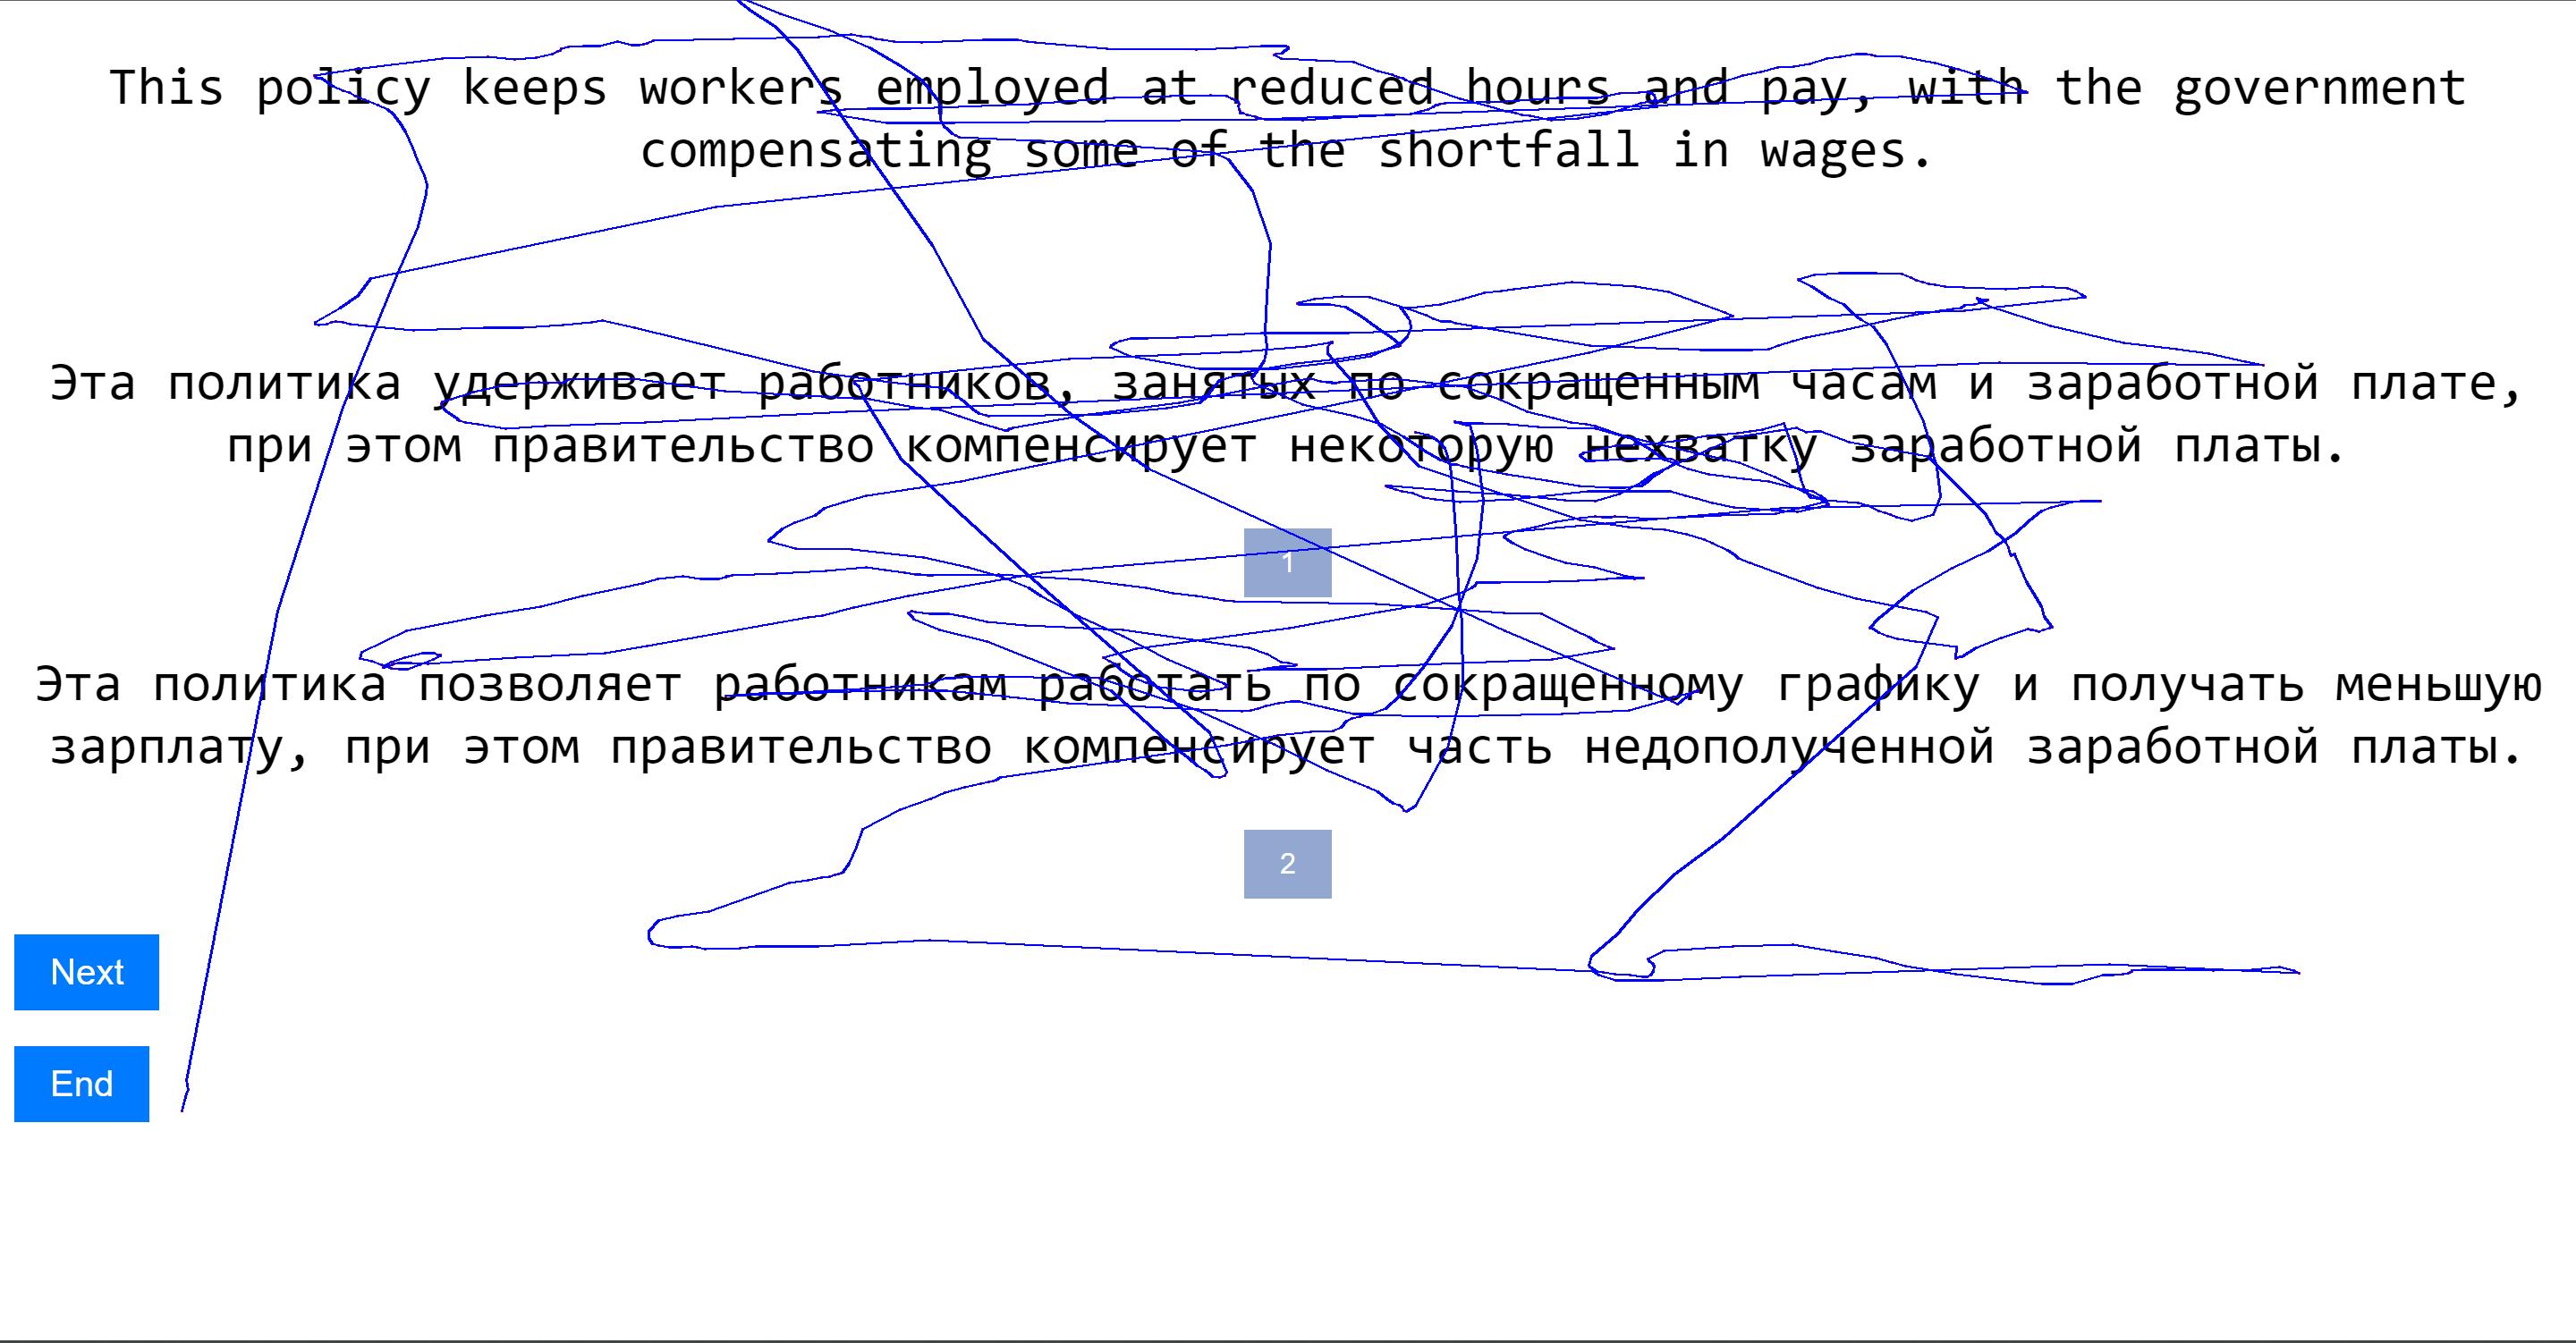 This policy keeps workers employed at reduced hours and pay, with the government
compensating some of the shortfall in wages.
Эта политика удерживает работников, занятых по сокращенным часам и заработной плате,
при этом правительство компенсирует некоторую нехватку заработной платы.
1
Эта политика позволяет работникам работать по сокращенному графику и получать меньшую
зарплату, при этом правительство компенсирует часть недополученной заработной платы.
2
Next
End